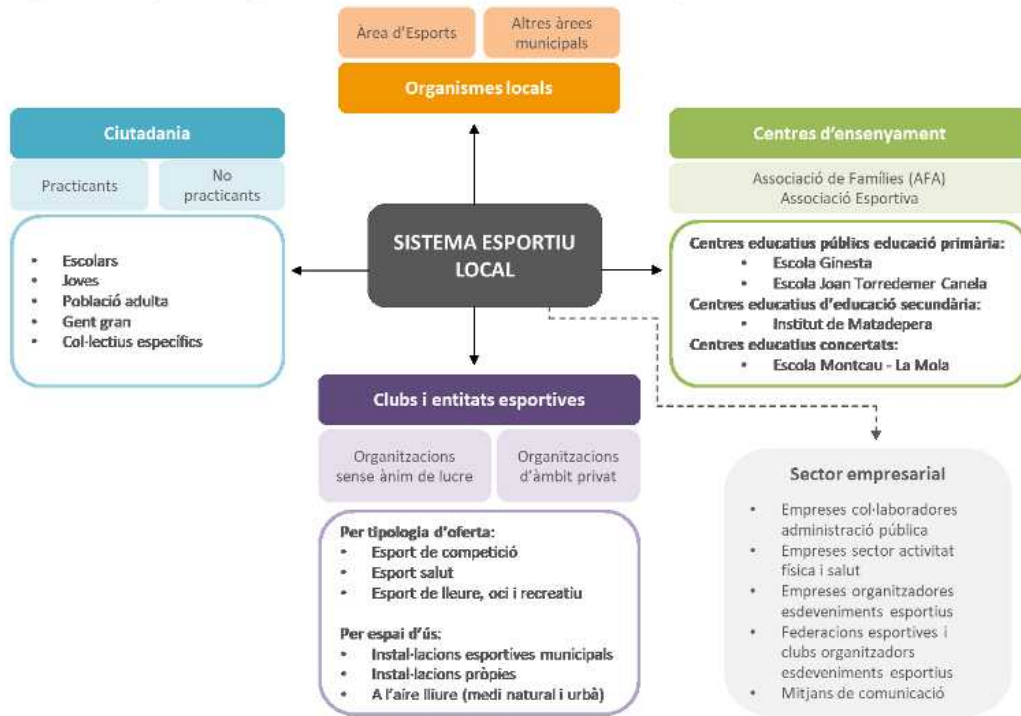 Àrea d'Esports
Altres àrees
municipals
Organismes locals
Ciutadania
Practicants
No
practicants
• Escolars
• Joves
• Població adulta
• Gent gran
• Col·lectius específics
SISTEMA ESPORTIU
LOCAL
Centres d'ensenyament
Associació de Famílies (AFA)
Associació Esportiva
Centres educatius públics educació primària:
• Escola Ginesta
• Escola Joan Torredemer Canela
Centres educatius d'educació secundària:
• Institut de Matadepera
Centres educatius concertats:
• Escola Montcau - La Mola
Clubs i entitats esportives
Organitzacions
sense ànim de lucre
Organitzacions
d'àmbit privat
Per tipologia d'oferta:
• Esport de competició
• Esport salut
• Esport de lleure, oci i recreatiu
Per espai d'ús:
• Instal·lacions esportives municipals
• Instal·lacions pròpies
• A l'aire lliure (medi natural i urbà)
Sector empresarial
• Empreses col·laboradores
administració pública
• Empreses sector activitat
física i salut
• Empreses organitzadores
esdeveniments esportius
• Federacions esportives i
clubs organitzadors
esdeveniments esportius
• Mitjans de comunicació